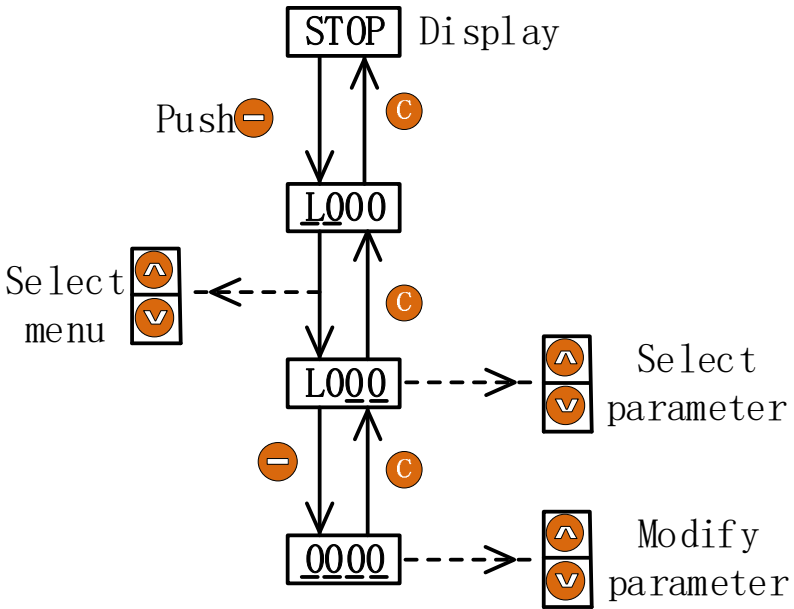 STOP Display
Push
C
L000
Select
menu
C
L000
Select
parameter
C
0000
Modify
parameter